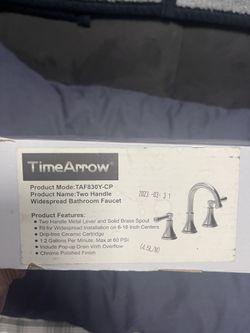 TimeArrow
Product Mode:TAF830Y-CP
Product Name:Two Handle
Widespread Bathroom Faucet
Product Features:
Two Handle Metal Lever and Solid Brass Spout
Fit for Widespread Installation on 6-16 Inch Centers
Drip-free Ceramic Cartridge
1.2 Gallons Per Minute, Max at 60 PSI
Include Pop-up Drain With Overflow
Chrome Polished Finish
2023-03-31